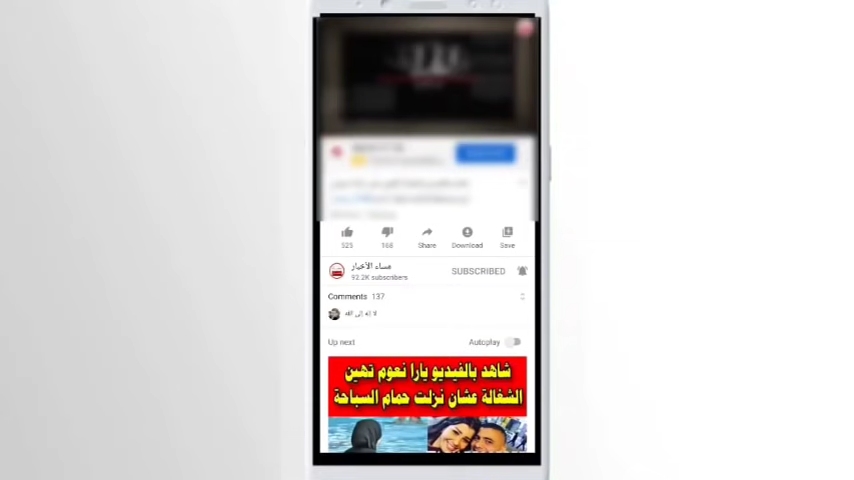 525
168
Share
Download
Save
مساء الأخبار
92.2K subscribers
SUBSCRIBED
Comments 137
لا إله إلى الله
Up next
Autoplay
شاهد بالفيديو يارا نعوم تهين
الشغالة عشان نزلت حمام السباحة